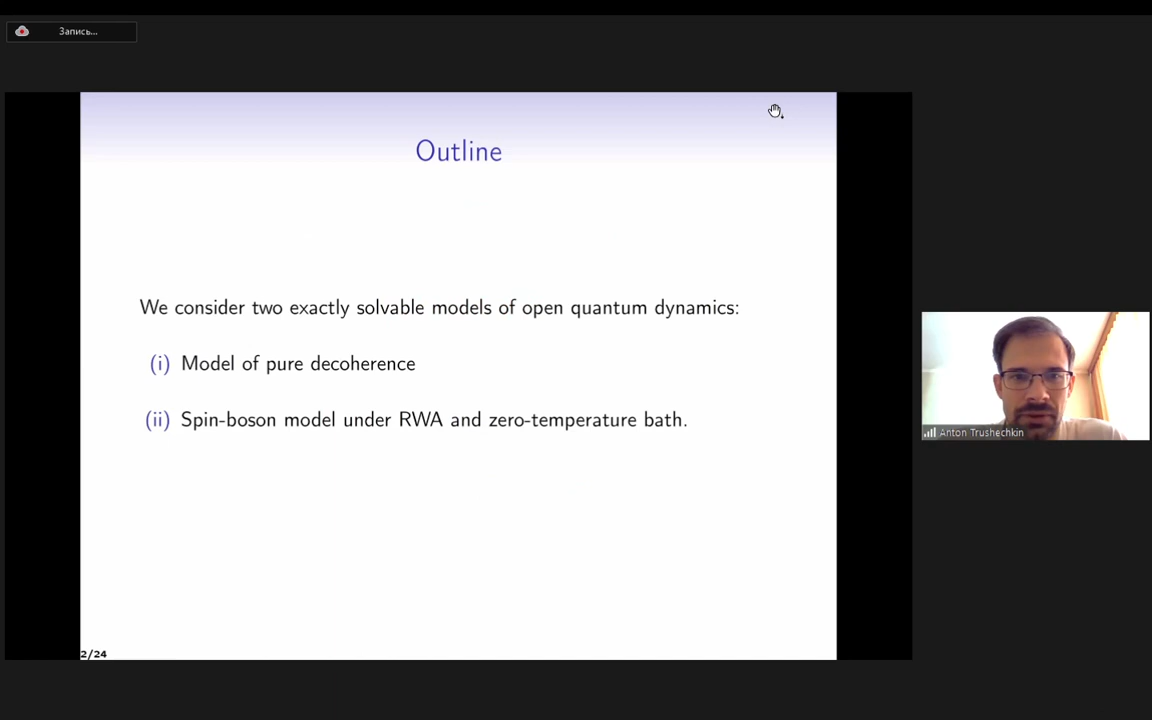 Запись...
Outline
We consider two exactly solvable models of open quantum dynamics:
(i) Model of pure decoherence
(ii) Spin-boson model under RWA and zero-temperature bath.
Anton Trushechkin
2/24